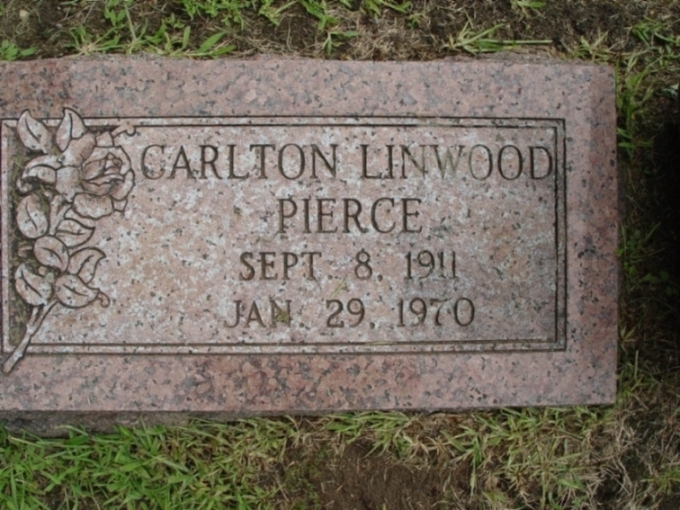 CARLTON LINWOOD
PIERCE
SEPT 8, 1911
JAN 29, 1970